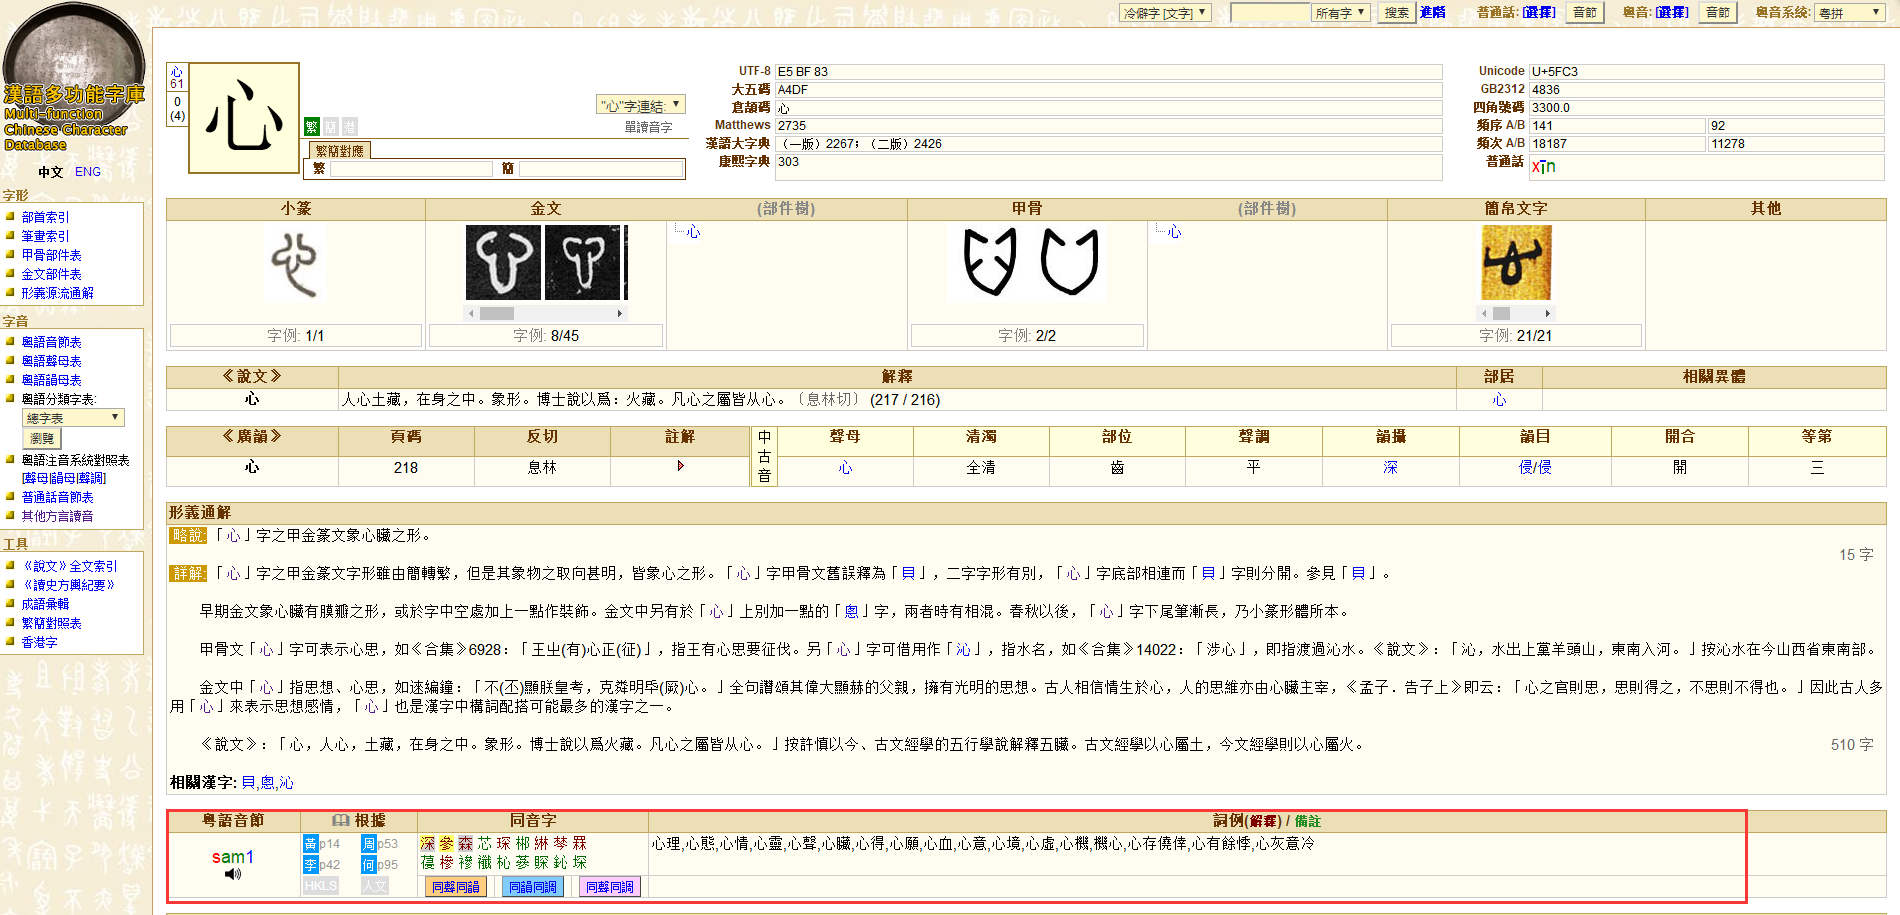 冷僻字 [文字] 所有字 搜索 進階 普通話: [選擇] 音節 粵音: [選擇] 音節 粵音系統: 粵拼
漢語多功能字庫
Multi-function
Chinese Character
Database
中文 ENG
字形
部首索引
筆畫索引
甲骨部件表
金文部件表
形義源流通解
字音
粵語音節表
粵語聲母表
粵語韻母表
粵語分類字表:
總字表
瀏覽
粵語注音系統對照表
[聲母|韻母|聲調]
普通話音節表
其他方言讀音
工具
《說文》全文索引
《讀史方輿紀要》
成語彙輯
繁簡對照表
香港字
心
61
0
(4)
心
繁 簡 港
"心"字連結:
單讀音字
繁簡對應
繁 簡
UTF-8 E5 BF 83
大五碼 A4DF
倉頡碼 心
Matthews 2735
漢語大字典 （一版）2267；（二版）2426
康熙字典 303
Unicode U+5FC3
GB2312 4836
四角號碼 3300.0
頻序 A/B 141 92
頻次 A/B 18187 11278
普通話 xīn
小篆 金文 (部件樹) 甲骨 (部件樹) 簡帛文字 其他
心 心
字例: 1/1 字例: 8/45 字例: 2/2 字例: 21/21
《說文》 解釋 部居 相關異體
心 人心土藏，在身之中。象形。博士說以爲：火藏。凡心之屬皆从心。〔息林切〕 (217 / 216) 心
《廣韻》 頁碼 反切 註解 中古音 聲母 清濁 部位 聲調 韻攝 韻目 開合 等第
心 218 息林 心 全清 齒 平 深 侵/侵 開 三
形義通解
略說: 「心」字之甲金篆文象心臟之形。
15 字
詳解: 「心」字之甲金篆文字形雖由簡轉繁，但是其象物之取向甚明，皆象心之形。「心」字甲骨文舊誤釋為「貝」，二字字形有別，「心」字底部相連而「貝」字則分開。參見「貝」。
早期金文象心臟有膜瓣之形，或於字中空處加上一點作裝飾。金文中另有於「心」上別加一點的「恖」字，兩者時有相混。春秋以後，「心」字下尾筆漸長，乃小篆形體所本。
甲骨文「心」字可表示心思，如《合集》6928：「王㞢(有)心正(征)」，指王有心思要征伐。另「心」字可借用作「沁」，指水名，如《合集》14022：「涉心」，即指渡過沁水。《說文》：「沁，水出上黨羊頭山，東南入河。」按沁水在今山西省東南部。
金文中「心」指思想、心思，如逨編鐘：「不(丕)顯朕皇考，克粦明氒(厥)心。」全句讚頌其偉大顯赫的父親，擁有光明的思想。古人相信情生於心，人的思維亦由心臟主宰，《孟子．告子上》即云：「心之官則思，思則得之，不思則不得也。」因此古人多
用「心」來表示思想感情，「心」也是漢字中構詞配搭可能最多的漢字之一。
《說文》：「心，人心，土藏，在身之中。象形。博士說以爲火藏。凡心之屬皆从心。」按許慎以今、古文經學的五行學說解釋五臟。古文經學以心屬土，今文經學則以心屬火。
510 字
相關漢字: 貝,恖,沁
粵語音節 根據 同音字 詞例(解釋) / 備註
sam1 黃p14 周p53 深 參 森 芯 琛 郴 綝 棽 罧 心理,心態,心情,心靈,心聲,心臟,心得,心願,心血,心意,心境,心虛,心機,機心,心存僥倖,心有餘悸,心灰意冷
李p42 何p95
HKLS 人文 同聲同韻 同韻同調 同聲同調